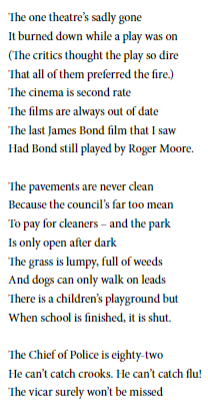 The one theatre's sadly gone
It burned down while a play was on
(The critics thought the play so dire
That all of them preferred the fire.)
The cinema is second rate
The films are always out of date
The last James Bond film that I saw
Had Bond still played by Roger Moore.

The pavements are never clean
Because the council's far too mean
To pay for cleaners – and the park
Is only open after dark
The grass is lumpy, full of weeds
And dogs can only walk on leads
There is a children's playground but
When school is finished, it is shut.

The Chief of Police is eighty-two
He can't catch crooks. He can't catch flu!
The vicar surely won't be missed